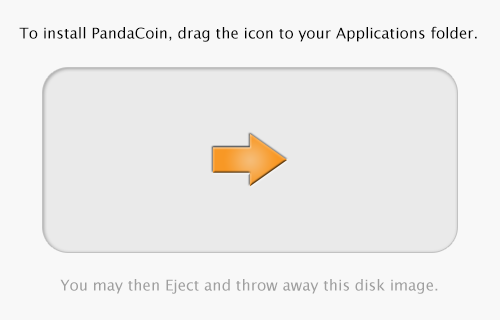 To install PandaCoin, drag the icon to your Applications folder.
You may then Eject and throw away this disk image.